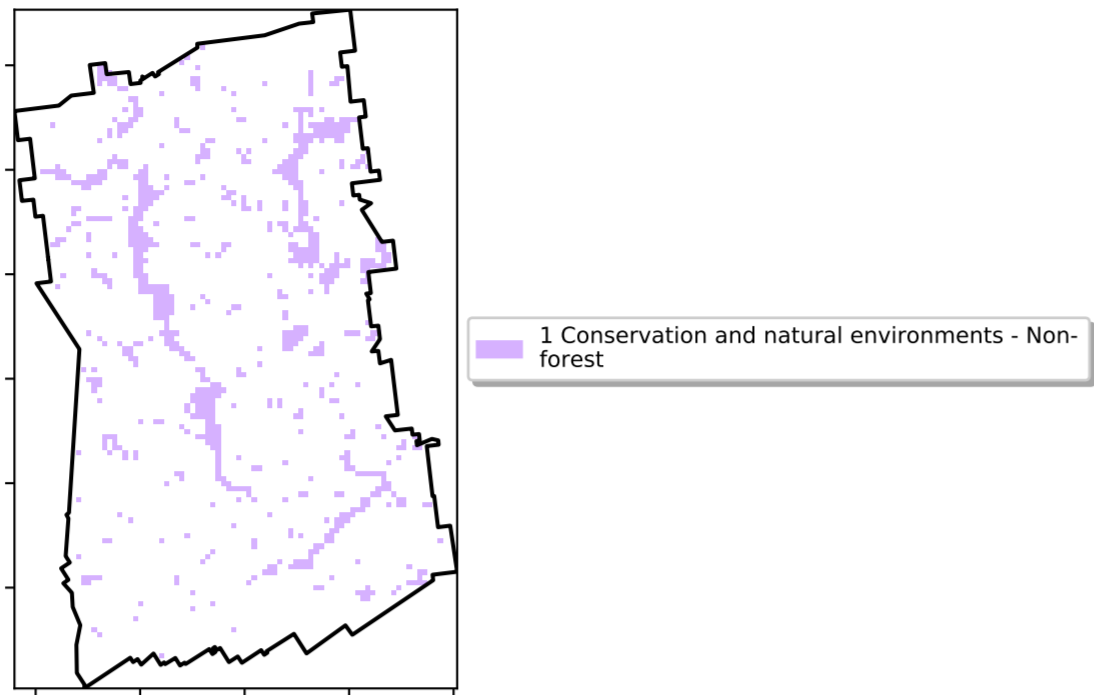 1 Conservation and natural environments - Non-
forest